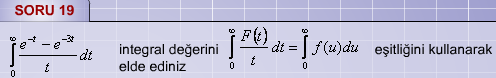 SORU 19
∫₀^∞ (e^{-t} − e^{-3t})/t dt integral değerini ∫₀^∞ F(t)/t dt = ∫₀^∞ f(u)du eşitliğini kullanarak
elde ediniz